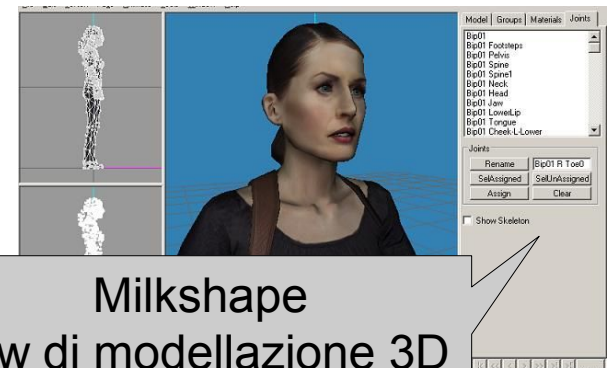 Model Groups Materials Joints
Bip01
Bip01 Footsteps
Bip01 Pelvis
Bip01 Spine
Bip01 Spine1
Bip01 Neck
Bip01 Head
Bip01 Jaw
Bip01 LowerLip
Bip01 Tongue
Bip01 Cheek-L-Lower
Joints
Rename Bip01 R Toe0
SelAssigned SelUnAssigned
Assign Clear
Show Skeleton
Milkshape
w di modellazione 3D